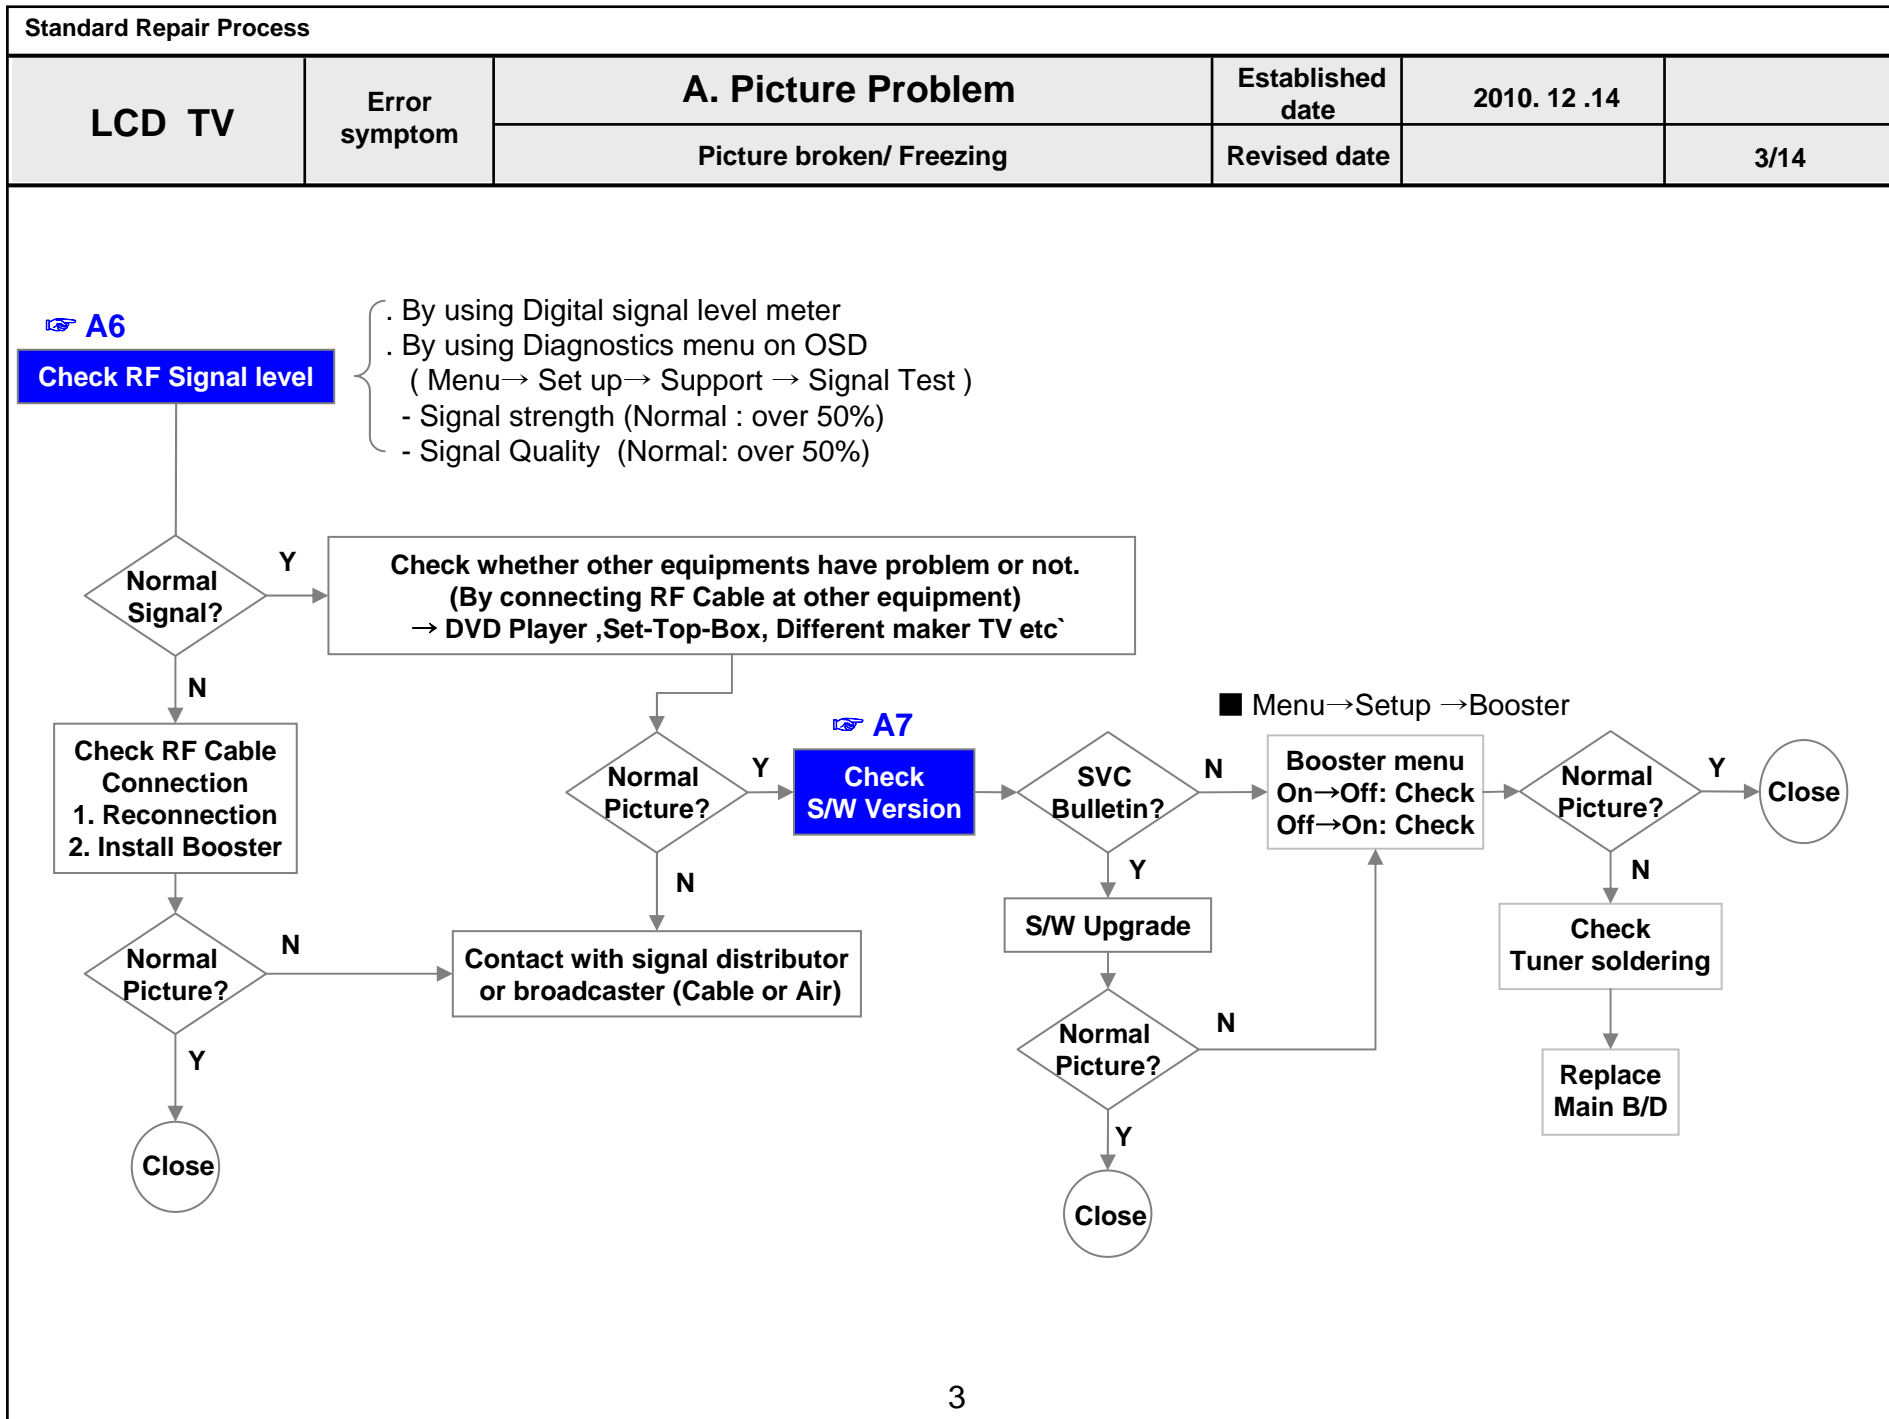 Standard Repair Process
LCD  TV
Error
symptom
A. Picture Problem
Established
date
2010. 12 .14
Picture broken/ Freezing
Revised date
3/14
☞ A6
Check RF Signal level
. By using Digital signal level meter
. By using Diagnostics menu on OSD
( Menu→ Set up→ Support → Signal Test )
- Signal strength (Normal : over 50%)
- Signal Quality  (Normal: over 50%)
Normal
Signal?
Y
N
Check whether other equipments have problem or not.
(By connecting RF Cable at other equipment)
→ DVD Player ,Set-Top-Box, Different maker TV etc`
Check RF Cable
Connection
1. Reconnection
2. Install Booster
Normal
Picture?
N
Y
Close
Contact with signal distributor
or broadcaster (Cable or Air)
Normal
Picture?
Y
N
☞ A7
Check
S/W Version
SVC
Bulletin?
N
Y
S/W Upgrade
Normal
Picture?
N
Y
Close
■ Menu→Setup →Booster
Booster menu
On→Off: Check
Off→On: Check
Normal
Picture?
Y
Close
N
Check
Tuner soldering
Replace
Main B/D
3